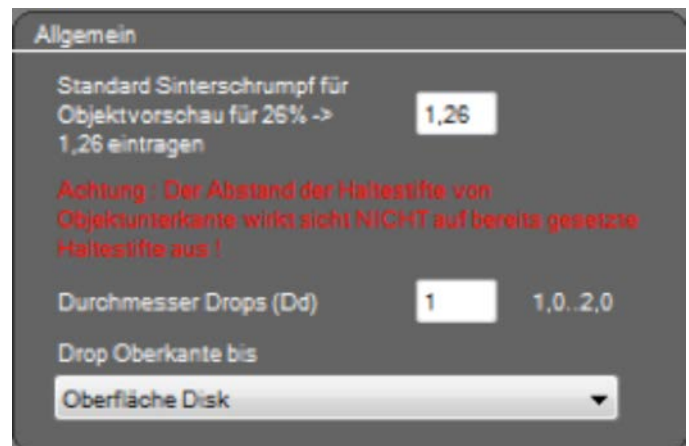 Allgemein
Standard Sinterschrumpf für
Objektvorschau für 26% ->
1,26 eintragen
1,26
Achtung : Der Abstand der Haltestifte von
Objektunterkante wirkt sicht NICHT auf bereits gesetzte
Haltestifte aus !
Durchmesser Drops (Dd)
1
1,0..2,0
Drop Oberkante bis
Oberfläche Disk